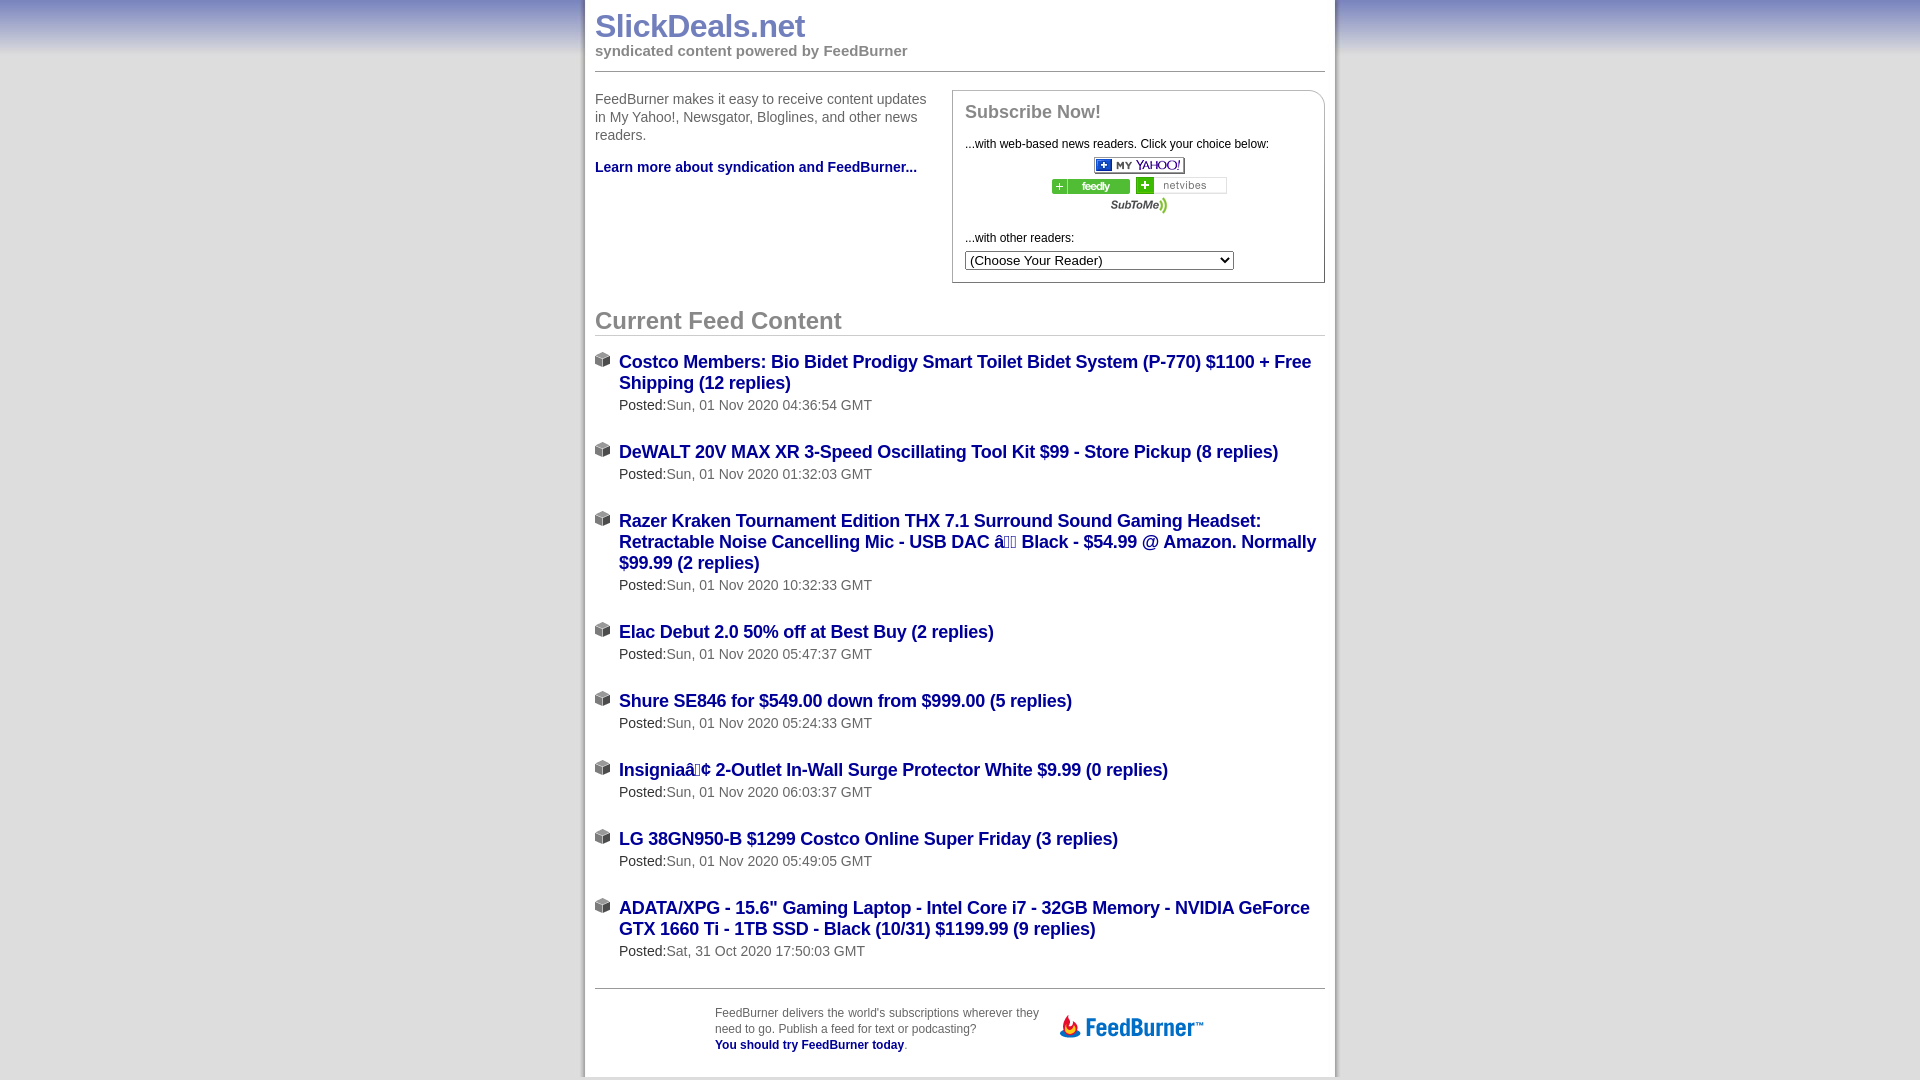 SlickDeals.net
syndicated content powered by FeedBurner
FeedBurner makes it easy to receive content updates
in My Yahoo!, Newsgator, Bloglines, and other news
readers.
Learn more about syndication and FeedBurner...
Subscribe Now!
...with web-based news readers. Click your choice below:
MY YAHOO!
feedly
netvibes
SubToMe
...with other readers:
(Choose Your Reader)
Current Feed Content
Costco Members: Bio Bidet Prodigy Smart Toilet Bidet System (P-770) $1100 + Free
Shipping (12 replies)
Posted:Sun, 01 Nov 2020 04:36:54 GMT
DeWALT 20V MAX XR 3-Speed Oscillating Tool Kit $99 - Store Pickup (8 replies)
Posted:Sun, 01 Nov 2020 01:32:03 GMT
Razer Kraken Tournament Edition THX 7.1 Surround Sound Gaming Headset:
Retractable Noise Cancelling Mic - USB DAC â Black - $54.99 @ Amazon. Normally
$99.99 (2 replies)
Posted:Sun, 01 Nov 2020 10:32:33 GMT
Elac Debut 2.0 50% off at Best Buy (2 replies)
Posted:Sun, 01 Nov 2020 05:47:37 GMT
Shure SE846 for $549.00 down from $999.00 (5 replies)
Posted:Sun, 01 Nov 2020 05:24:33 GMT
Insigniaâ¢ 2-Outlet In-Wall Surge Protector White $9.99 (0 replies)
Posted:Sun, 01 Nov 2020 06:03:37 GMT
LG 38GN950-B $1299 Costco Online Super Friday (3 replies)
Posted:Sun, 01 Nov 2020 05:49:05 GMT
ADATA/XPG - 15.6" Gaming Laptop - Intel Core i7 - 32GB Memory - NVIDIA GeForce
GTX 1660 Ti - 1TB SSD - Black (10/31) $1199.99 (9 replies)
Posted:Sat, 31 Oct 2020 17:50:03 GMT
FeedBurner delivers the world's subscriptions wherever they
need to go. Publish a feed for text or podcasting?
You should try FeedBurner today.
FeedBurner™